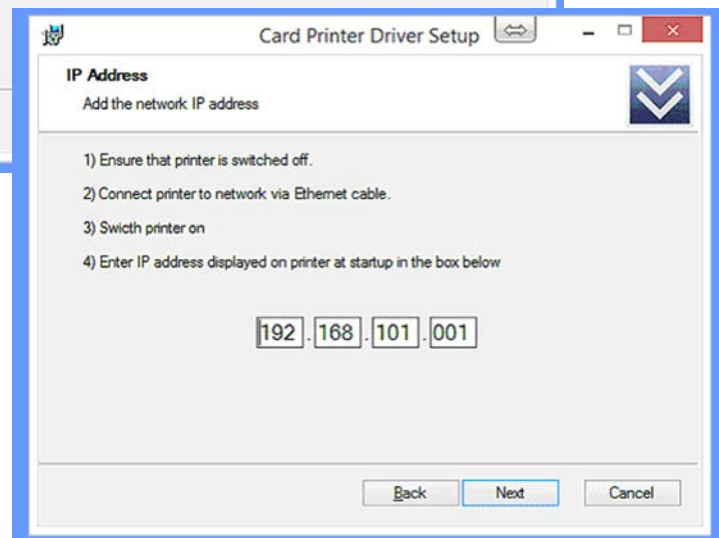 Card Printer Driver Setup
IP Address
Add the network IP address
1) Ensure that printer is switched off.
2) Connect printer to network via Ethernet cable.
3) Swicth printer on
4) Enter IP address displayed on printer at startup in the box below
192.168.101.001
Back Next Cancel